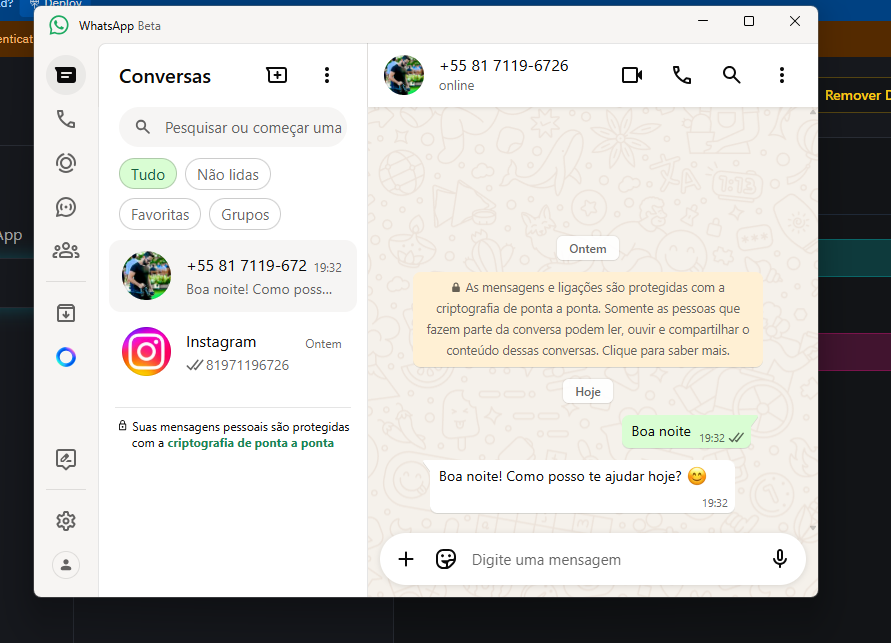 d?
Deploy
WhatsApp Beta
enticat
Conversas
+55 81 7119-6726
online
Remover D
Pesquisar ou começar uma
Tudo
Não lidas
Favoritas
Grupos
App
+55 81 7119-672
19:32
Boa noite! Como poss...
Instagram
Ontem
81971196726
Suas mensagens pessoais são protegidas
com a criptografia de ponta a ponta
Ontem
As mensagens e ligações são protegidas com a
criptografia de ponta a ponta. Somente as pessoas que
fazem parte da conversa podem ler, ouvir e compartilhar o
conteúdo dessas conversas. Clique para saber mais.
Hoje
Boa noite
19:32
Boa noite! Como posso te ajudar hoje? 😊
19:32
Digite uma mensagem